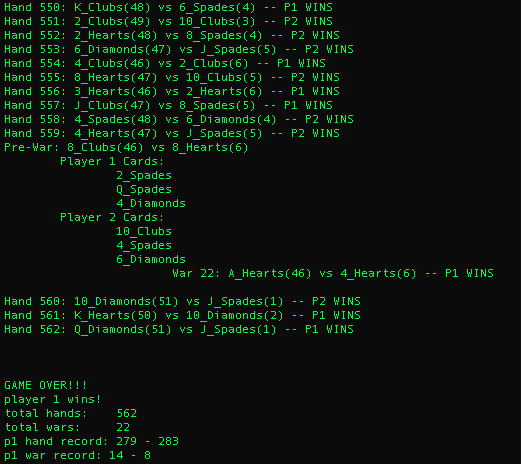 Hand 550: K_Clubs(48) vs 6_Spades(4) -- P1 WINS
Hand 551: 2_Clubs(49) vs 10_Clubs(3) -- P2 WINS
Hand 552: 2_Hearts(48) vs 8_Spades(4) -- P2 WINS
Hand 553: 6_Diamonds(47) vs J_Spades(5) -- P2 WINS
Hand 554: 4_Clubs(46) vs 2_Clubs(6) -- P1 WINS
Hand 555: 8_Hearts(47) vs 10_Clubs(5) -- P2 WINS
Hand 556: 3_Hearts(46) vs 2_Hearts(6) -- P1 WINS
Hand 557: J_Clubs(47) vs 8_Spades(5) -- P1 WINS
Hand 558: 4_Spades(48) vs 6_Diamonds(4) -- P2 WINS
Hand 559: 4_Hearts(47) vs J_Spades(5) -- P2 WINS
Pre-War: 8_Clubs(46) vs 8_Hearts(6)
Player 1 Cards:
2_Spades
Q_Spades
4_Diamonds
Player 2 Cards:
10_Clubs
4_Spades
6_Diamonds
War 22: A_Hearts(46) vs 4_Hearts(6) -- P1 WINS
Hand 560: 10_Diamonds(51) vs J_Spades(1) -- P2 WINS
Hand 561: K_Hearts(50) vs 10_Diamonds(2) -- P1 WINS
Hand 562: Q_Diamonds(51) vs J_Spades(1) -- P1 WINS
GAME OVER!!!
player 1 wins!
total hands: 562
total wars: 22
p1 hand record: 279 - 283
p1 war record: 14 - 8